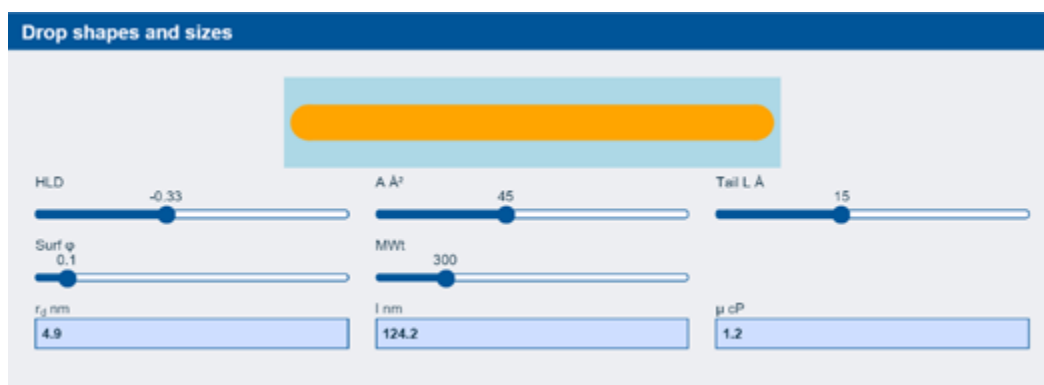 Drop shapes and sizes
HLD A Å² Tail L Å
-0.33 45 15
Surf φ MWt
0.1 300
r_d nm l nm μ cP
4.9 124.2 1.2